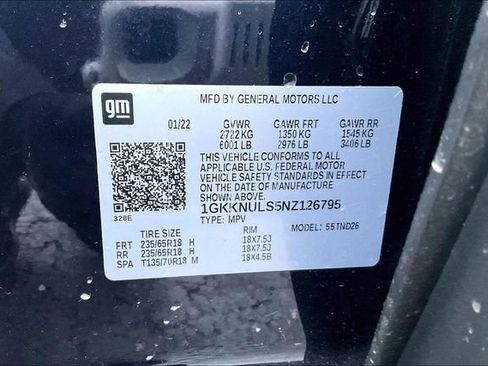 gm
MFD BY GENERAL MOTORS LLC
01/22 GVWR GAWR FRT GAWR RR
2722 KG 1350 KG 1545 KG
6001 LB 2976 LB 3406 LB
THIS VEHICLE CONFORMS TO ALL
APPLICABLE U.S. FEDERAL MOTOR
VEHICLE SAFETY STANDARDS IN EFFECT
ON THE DATE OF MANUFACTURE
SHOWN ABOVE.
328E
1GKKNULS5NZ126795
TYPE: MPV MODEL: 55TND26
TIRE SIZE RIM
FRT 235/65R18 H 18X7.5J
RR 235/65R18 H 18X7.5J
SPA T135/70R18 M 18X4.5B